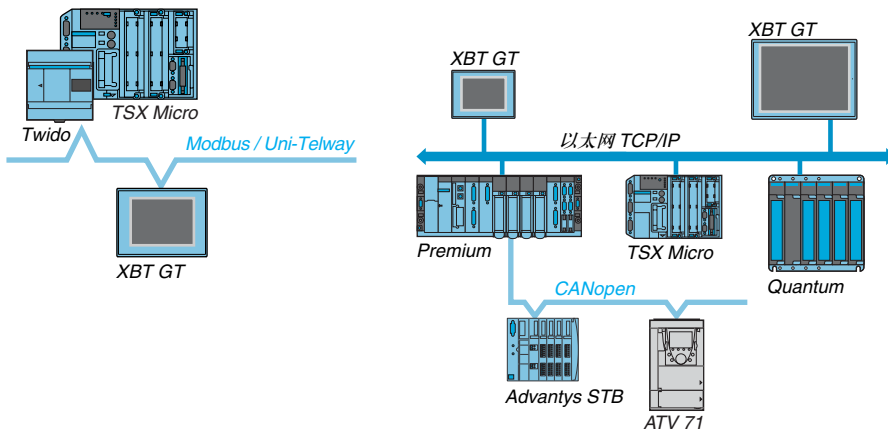 TSX Micro
Twido
Modbus / Uni-Telway
XBT GT
XBT GT
XBT GT
以太网 TCP/IP
Premium
TSX Micro
Quantum
CANopen
Advantys STB
ATV 71